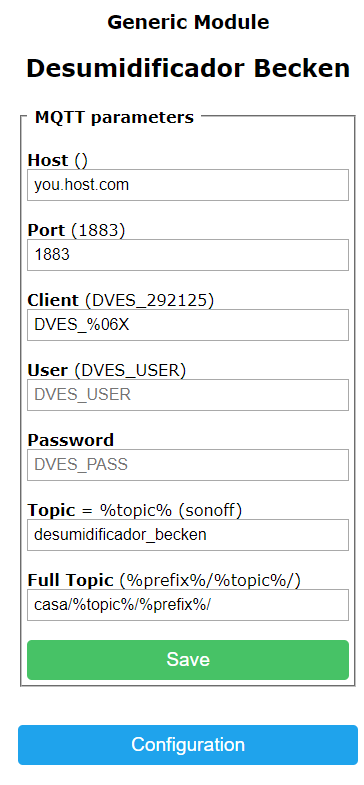 Generic Module
Desumidificador Becken
MQTT parameters
Host ()
you.host.com
Port (1883)
1883
Client (DVES_292125)
DVES_%06X
User (DVES_USER)
DVES_USER
Password
DVES_PASS
Topic = %topic% (sonoff)
desumidificador_becken
Full Topic (%prefix%/%topic%/)
casa/%topic%/%prefix%/
Save
Configuration